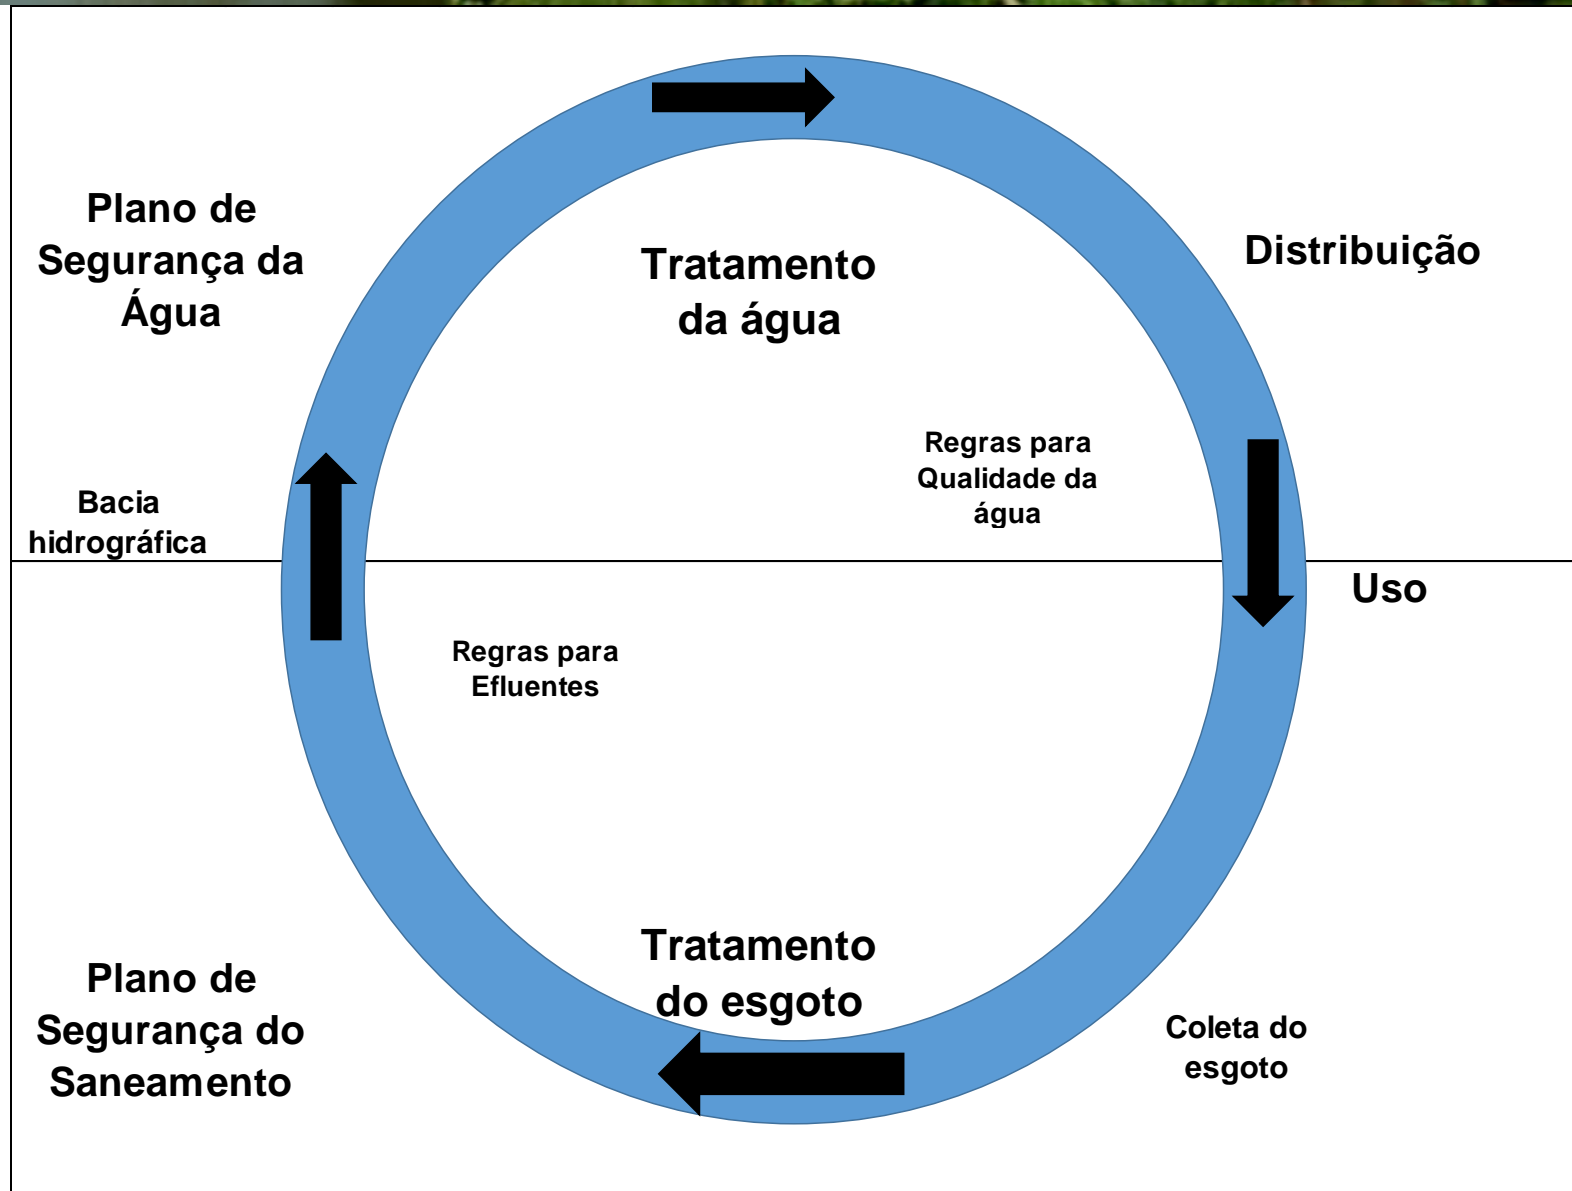 Plano de
Segurança da
Água
Tratamento
da água
Distribuição
Regras para
Qualidade da
água
Bacia
hidrográfica
Uso
Regras para
Efluentes
Tratamento
do esgoto
Plano de
Segurança do
Saneamento
Coleta do
esgoto